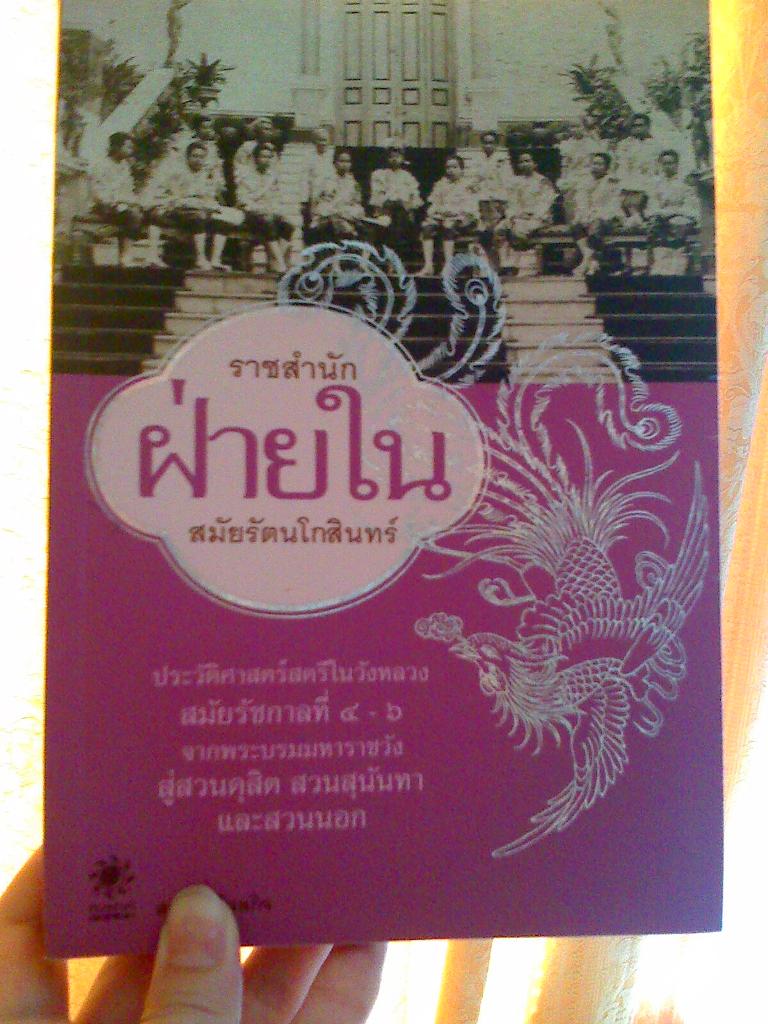 ราชสำนัก
ฝ่ายใน
สมัยรัตนโกสินทร์
ประวัติศาสตร์สตรีในวังหลวง
สมัยรัชกาลที่ ๔ - ๖
จากพระบรมมหาราชวัง
สู่สวนดุสิต สวนสุนันทา
และสวนนอก